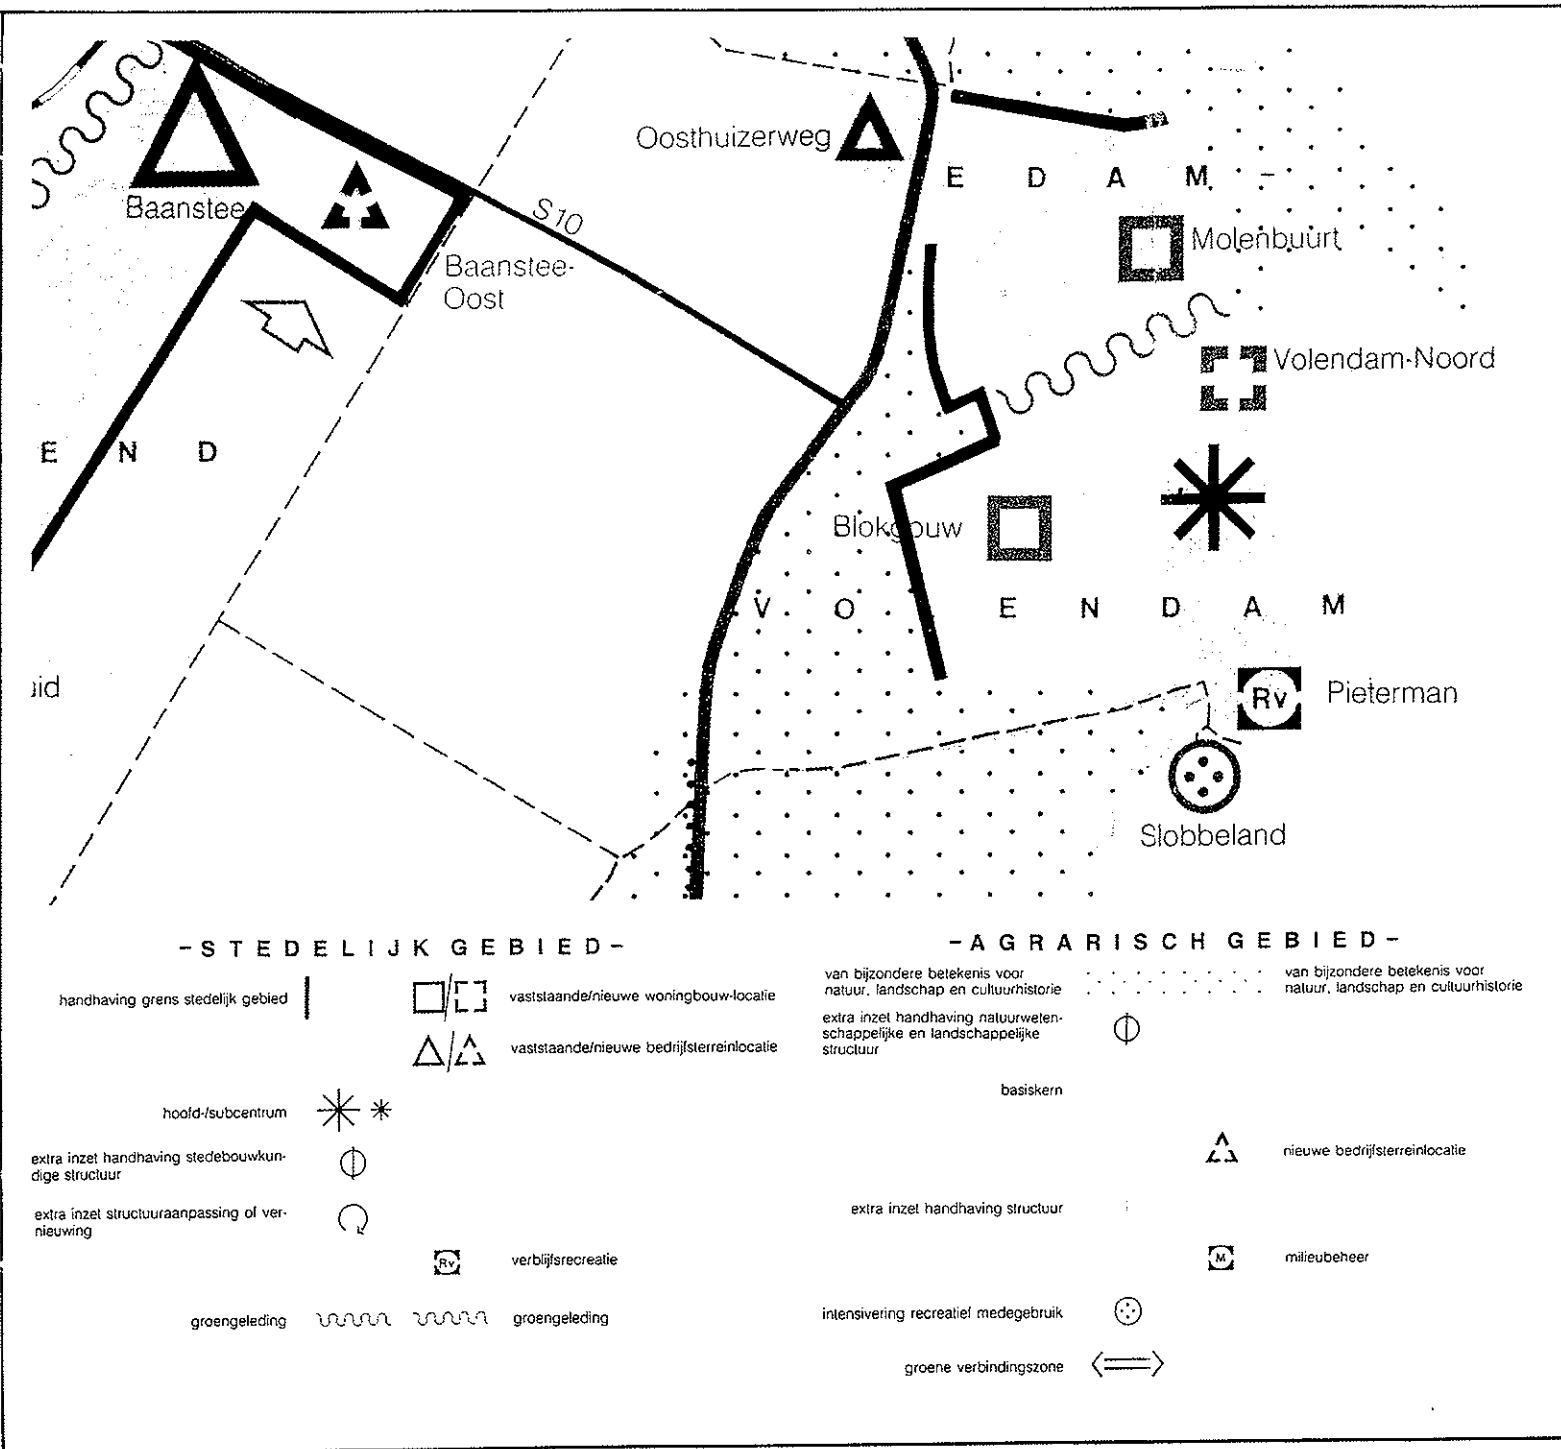 Oosthuizerweg
E D A M -
Baanstee
S10
Molenbuurt
Baanstee-
Oost
Volendam-Noord
E N D
Blokgouw
V O E N D A M
Rv
Pieterman
Slobbeland
-STEDELIJK GEBIED-
handhaving grens stedelijk gebied
vaststaande/nieuwe woningbouw-locatie
vaststaande/nieuwe bedrijfsterreinlocatie
hoofd-/subcentrum
extra inzet handhaving stedebouwkun-
dige structuur
extra inzet structuuraanpassing of ver-
nieuwing
Rv
verblijfsrecreatie
groengeleding
groengeleding
-AGRARISCH GEBIED-
van bijzondere betekenis voor
natuur, landschap en cultuurhistorie
van bijzondere betekenis voor
natuur, landschap en cultuurhistorie
extra inzet handhaving natuurweten-
schappelijke en landschappelijke
structuur
basiskern
nieuwe bedrijfsterreinlocatie
extra inzet handhaving structuur
M
milieubeheer
intensivering recreatief medegebruik
groene verbindingszone